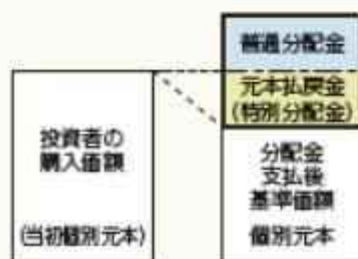 普通分配金
元本払戻金
(特別分配金)
投資者の
購入価額
(当初個別元本)
分配金
支払後
基準価額
個別元本